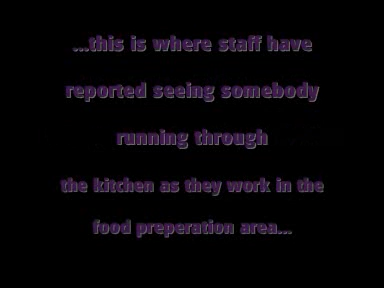 ...this is where staff have
reported seeing somebody
running through
the kitchen as they work in the
food preperation area...